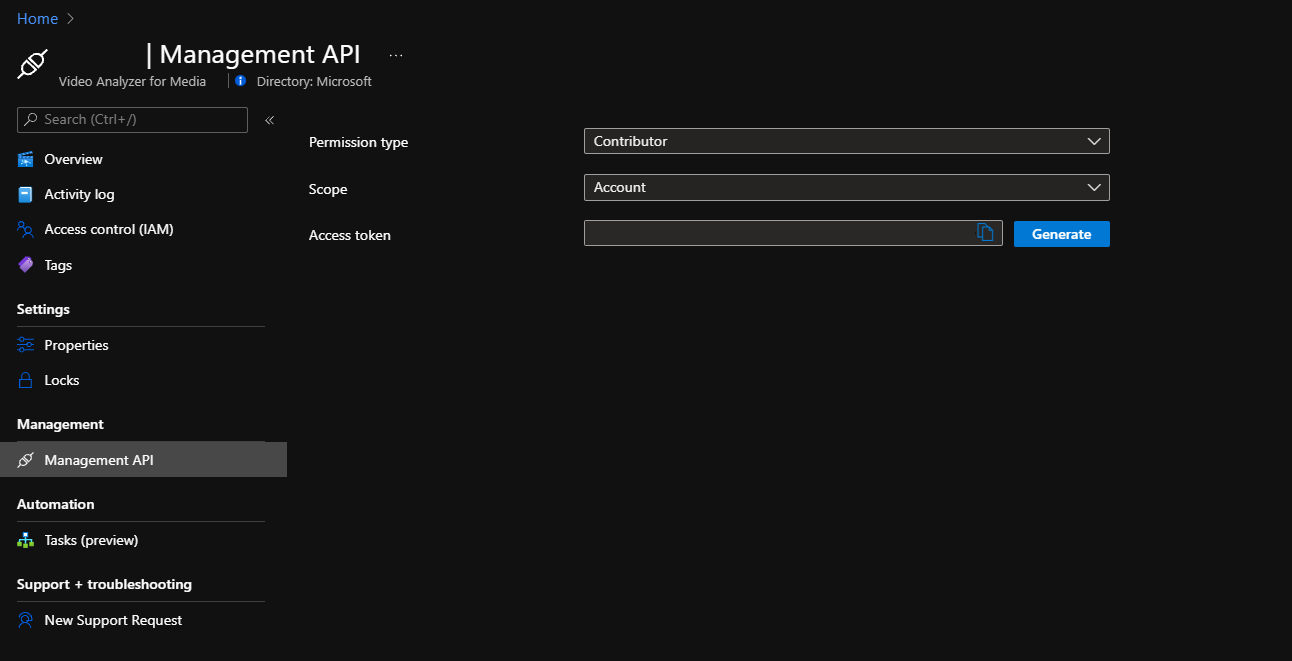 Home
| Management API ...
Video Analyzer for Media | Directory: Microsoft
Search (Ctrl+/)
«
Overview
Activity log
Access control (IAM)
Tags
Settings
Properties
Locks
Management
Management API
Automation
Tasks (preview)
Support + troubleshooting
New Support Request
Permission type Contributor
Scope Account
Access token Generate